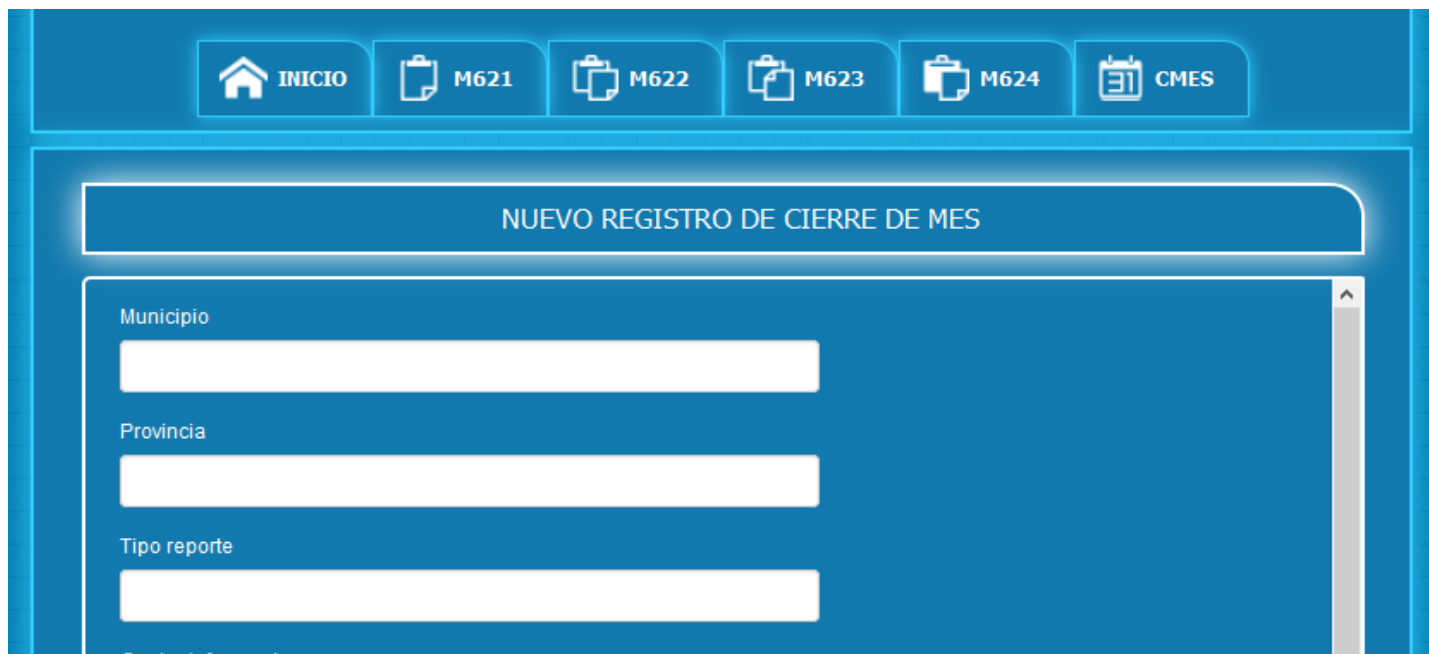 INICIO M621 M622 M623 M624 31 CMES
NUEVO REGISTRO DE CIERRE DE MES
Municipio
Provincia
Tipo reporte